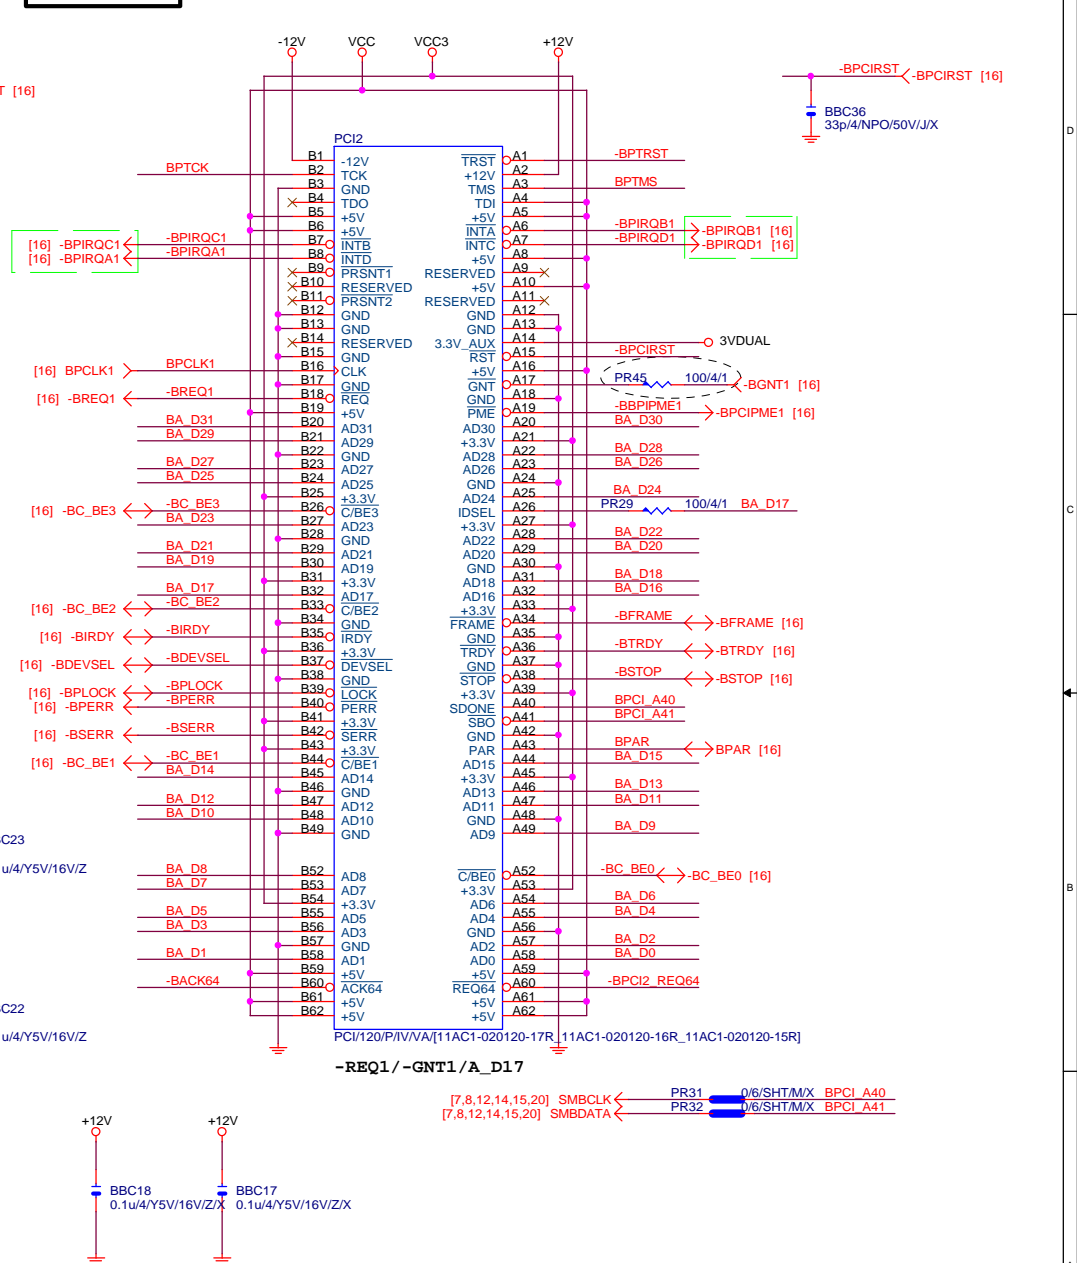 -12V VCC VCC3 +12V
-BPCIRST -BPCIRST [16]
T [16]
BBC36
33p/4/NPO/50V/J/X
D
PCI2
B1 -12V TRST A1 -BPTRST
BPTCK B2 TCK +12V A2
B3 GND TMS A3 BPTMS
B4 TDO TDI A4
B5 +5V +5V A5
B6 +5V INTA A6 -BPIRQB1 -BPIRQB1 [16]
[16] -BPIRQC1 -BPIRQC1 B7 INTB INTC A7 -BPIRQD1 -BPIRQD1 [16]
[16] -BPIRQA1 -BPIRQA1 B8 INTD +5V A8
B9 PRSNT1 RESERVED A9
B10 RESERVED +5V A10
B11 PRSNT2 RESERVED A11
B12 GND GND A12
B13 GND GND A13
B14 RESERVED 3.3V_AUX A14 3VDUAL
B15 GND RST A15 -BPCIRST
[16] BPCLK1 BPCLK1 B16 CLK +5V A16
B17 GND GNT A17 PR45 100/4/1 -BGNT1 [16]
[16] -BREQ1 -BREQ1 B18 REQ GND A18
B19 +5V PME A19 -BBPIPME1 -BPCIPME1 [16]
BA_D31 B20 AD31 AD30 A20 BA_D30
BA_D29 B21 AD29 +3.3V A21
B22 GND AD28 A22 BA_D28
BA_D27 B23 AD27 AD26 A23 BA_D26
BA_D25 B24 AD25 GND A24
B25 +3.3V AD24 A25 BA_D24
[16] -BC_BE3 -BC_BE3 B26 C/BE3 IDSEL A26 PR29 100/4/1 BA_D17
C
BA_D23 B27 AD23 +3.3V A27
B28 GND AD22 A28 BA_D22
BA_D21 B29 AD21 AD20 A29 BA_D20
BA_D19 B30 AD19 GND A30
B31 +3.3V AD18 A31 BA_D18
BA_D17 B32 AD17 AD16 A32 BA_D16
[16] -BC_BE2 -BC_BE2 B33 C/BE2 +3.3V A33
B34 GND FRAME A34 -BFRAME -BFRAME [16]
[16] -BIRDY -BIRDY B35 IRDY GND A35
B36 +3.3V TRDY A36 -BTRDY -BTRDY [16]
[16] -BDEVSEL -BDEVSEL B37 DEVSEL GND A37
B38 GND STOP A38 -BSTOP -BSTOP [16]
[16] -BPLOCK -BPLOCK B39 LOCK +3.3V A39
[16] -BPERR -BPERR B40 PERR SDONE A40 BPCI_A40
B41 +3.3V SBO A41 BPCI_A41
[16] -BSERR -BSERR B42 SERR GND A42
B43 +3.3V PAR A43 BPAR BPAR [16]
[16] -BC_BE1 -BC_BE1 B44 C/BE1 AD15 A44 BA_D15
BA_D14 B45 AD14 +3.3V A45
B46 GND AD13 A46 BA_D13
BA_D12 B47 AD12 AD11 A47 BA_D11
BA_D10 B48 AD10 GND A48
B49 GND AD9 A49 BA_D9
C23
u/4/Y5V/16V/Z
BA_D8 B52 AD8 C/BE0 A52 -BC_BE0 -BC_BE0 [16]
BA_D7 B53 AD7 +3.3V A53
B
B54 +3.3V AD6 A54 BA_D6
BA_D5 B55 AD5 AD4 A55 BA_D4
BA_D3 B56 AD3 GND A56
B57 GND AD2 A57 BA_D2
BA_D1 B58 AD1 AD0 A58 BA_D0
B59 +5V +5V A59
-BACK64 B60 ACK64 REQ64 A60 -BPCI2_REQ64
B61 +5V +5V A61
B62 +5V +5V A62
C22
u/4/Y5V/16V/Z
PCI/120/P/IV/VA/[11AC1-020120-17R_11AC1-020120-16R_11AC1-020120-15R]
-REQ1/-GNT1/A_D17
[7,8,12,14,15,20] SMBCLK PR31 0/6/SHT/M/X BPCI_A40
[7,8,12,14,15,20] SMBDATA PR32 0/6/SHT/M/X BPCI_A41
+12V +12V
BBC18 BBC17
0.1u/4/Y5V/16V/Z/X 0.1u/4/Y5V/16V/Z/X